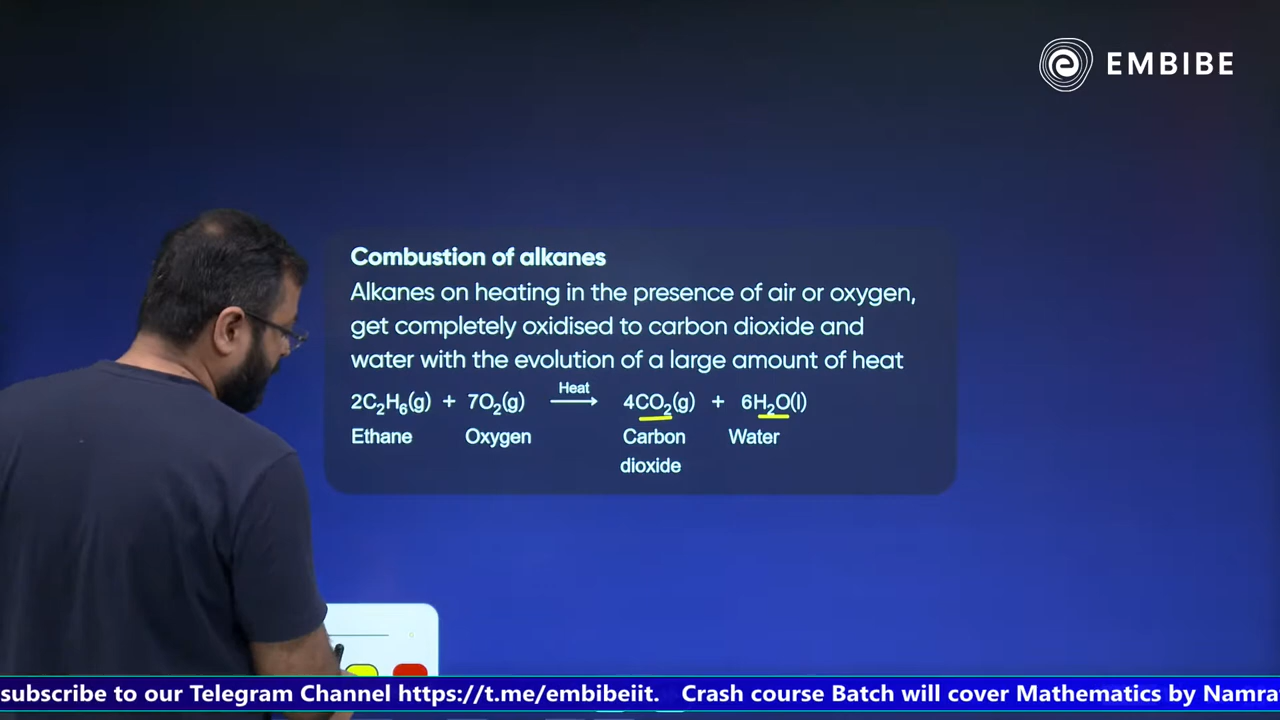 EMBIBE
Combustion of alkanes
Alkanes on heating in the presence of air or oxygen,
get completely oxidised to carbon dioxide and
water with the evolution of a large amount of heat
Heat
2C₂H₆(g) + 7O₂(g) ⟶ 4CO₂(g) + 6H₂O(l)
Ethane Oxygen Carbon Water
dioxide
subscribe to our Telegram Channel https://t.me/embibeiit. Crash course Batch will cover Mathematics by Namra